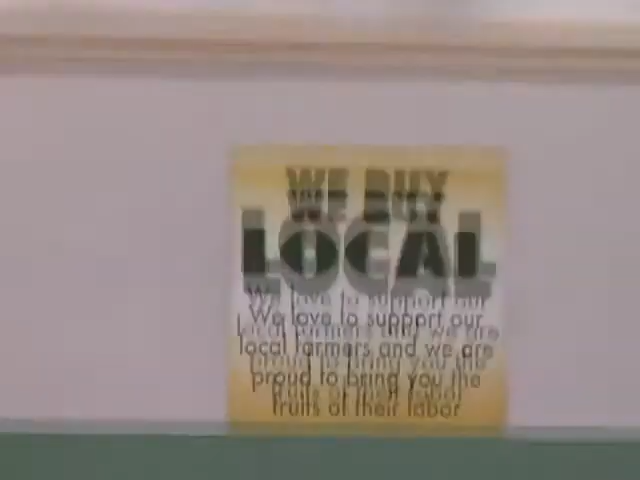 WE BUY
LOCAL
We love to support our
local farmers and we are
proud to bring you the
fruits of their labor